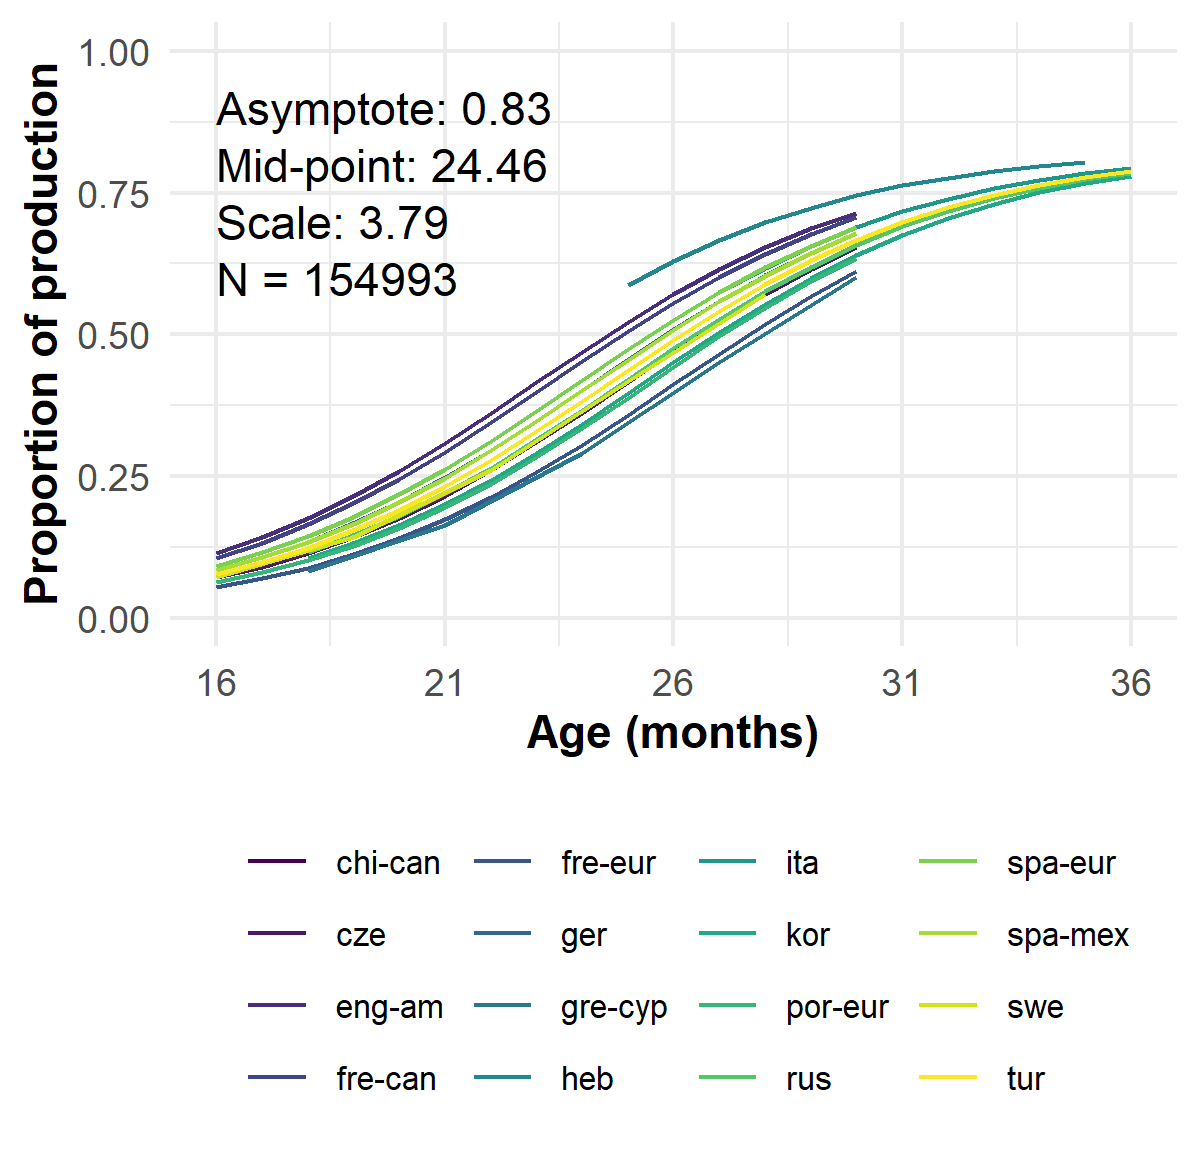 Proportion of production
1.00
0.75
0.50
0.25
0.00
Asymptote: 0.83
Mid-point: 24.46
Scale: 3.79
N = 154993
16 21 26 31 36
Age (months)
chi-can fre-eur ita spa-eur
cze ger kor spa-mex
eng-am gre-cyp por-eur swe
fre-can heb rus tur